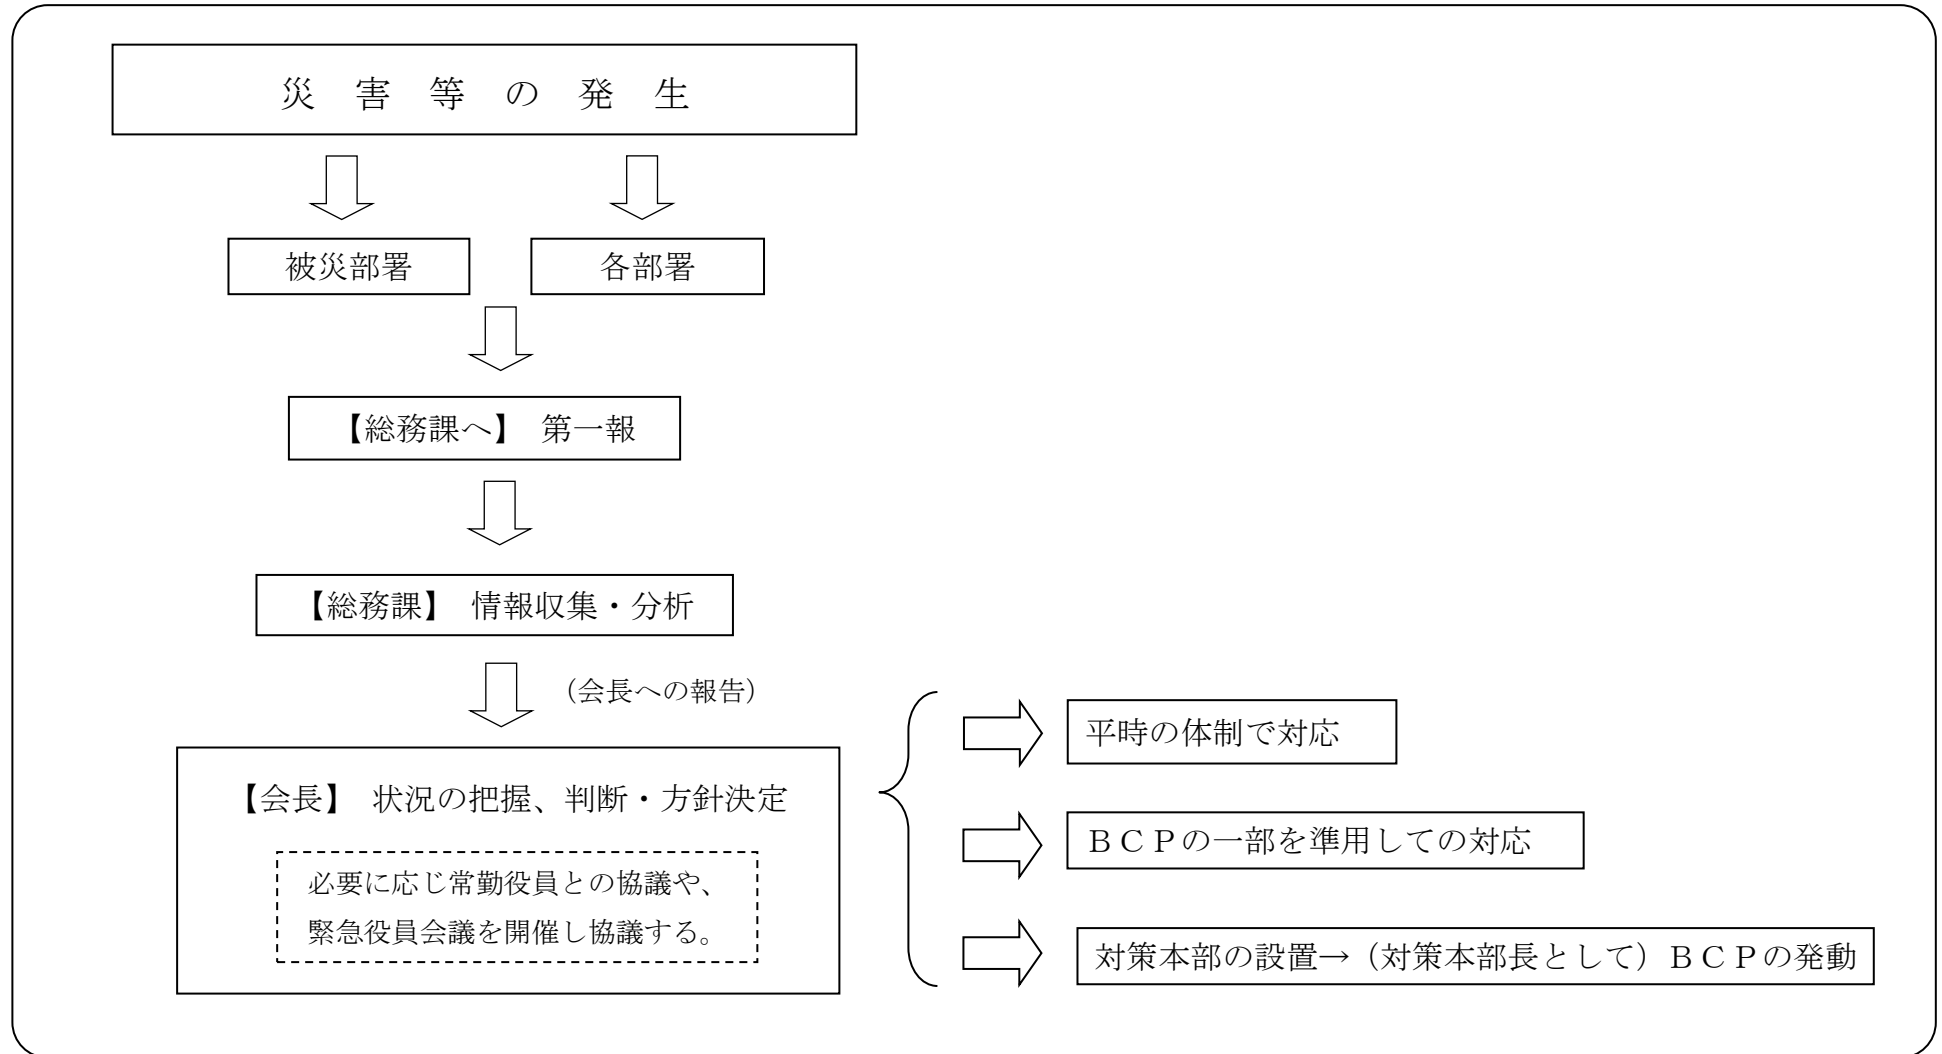 災害等の発生
被災部署
各部署
【総務課へ】 第一報
【総務課】 情報収集・分析
（会長への報告）
【会長】 状況の把握、判断・方針決定
必要に応じ常勤役員との協議や、
緊急役員会議を開催し協議する。
平時の体制で対応
ＢＣＰの一部を準用しての対応
対策本部の設置→（対策本部長として）ＢＣＰの発動